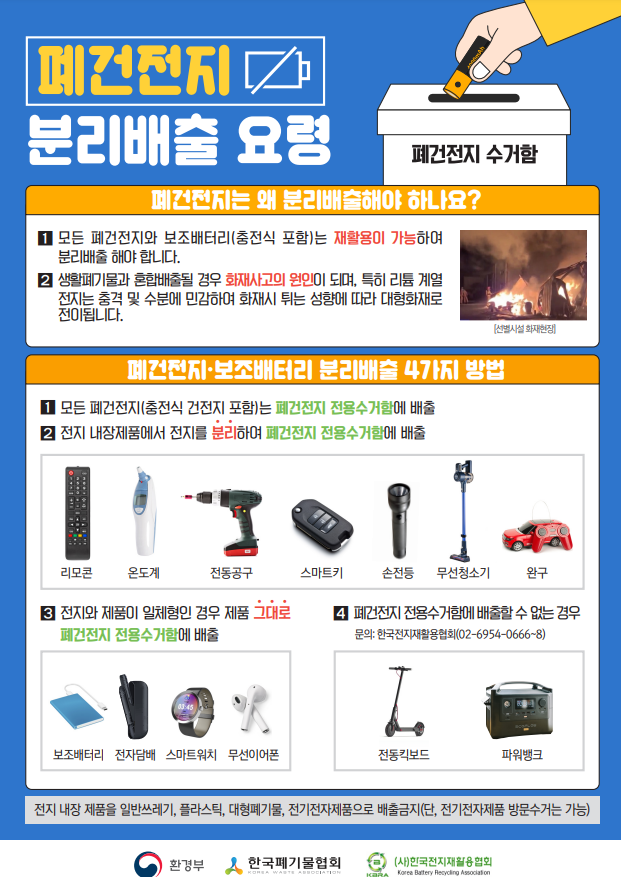 폐건전지
분리배출 요령
폐건전지 수거함
폐건전지는 왜 분리배출해야 하나요?
1 모든 폐건전지와 보조배터리(충전식 포함)는 재활용이 가능하여
분리배출 해야 합니다.
2 생활폐기물과 혼합배출될 경우 화재사고의 원인이 되며, 특히 리튬 계열
전지는 충격 및 수분에 민감하여 화재시 튀는 성향에 따라 대형화재로
전이됩니다.
[선별시설 화재현장]
폐건전지·보조배터리 분리배출 4가지 방법
1 모든 폐건전지(충전식 건전지 포함)는 폐건전지 전용수거함에 배출
2 전지 내장제품에서 전지를 분리하여 폐건전지 전용수거함에 배출
리모콘 온도계 전동공구 스마트키 손전등 무선청소기 완구
3 전지와 제품이 일체형인 경우 제품 그대로
폐건전지 전용수거함에 배출
보조배터리 전자담배 스마트워치 무선이어폰
4 폐건전지 전용수거함에 배출할 수 없는 경우
문의: 한국전지재활용협회(02-6954-0666~8)
전동킥보드 파워뱅크
전지 내장 제품을 일반쓰레기, 플라스틱, 대형폐기물, 전기전자제품으로 배출금지(단, 전기전자제품 방문수거는 가능)
환경부
한국폐기물협회
KOREA WASTE ASSOCIATION
KBRA
(사)한국전지재활용협회
Korea Battery Recycling Association